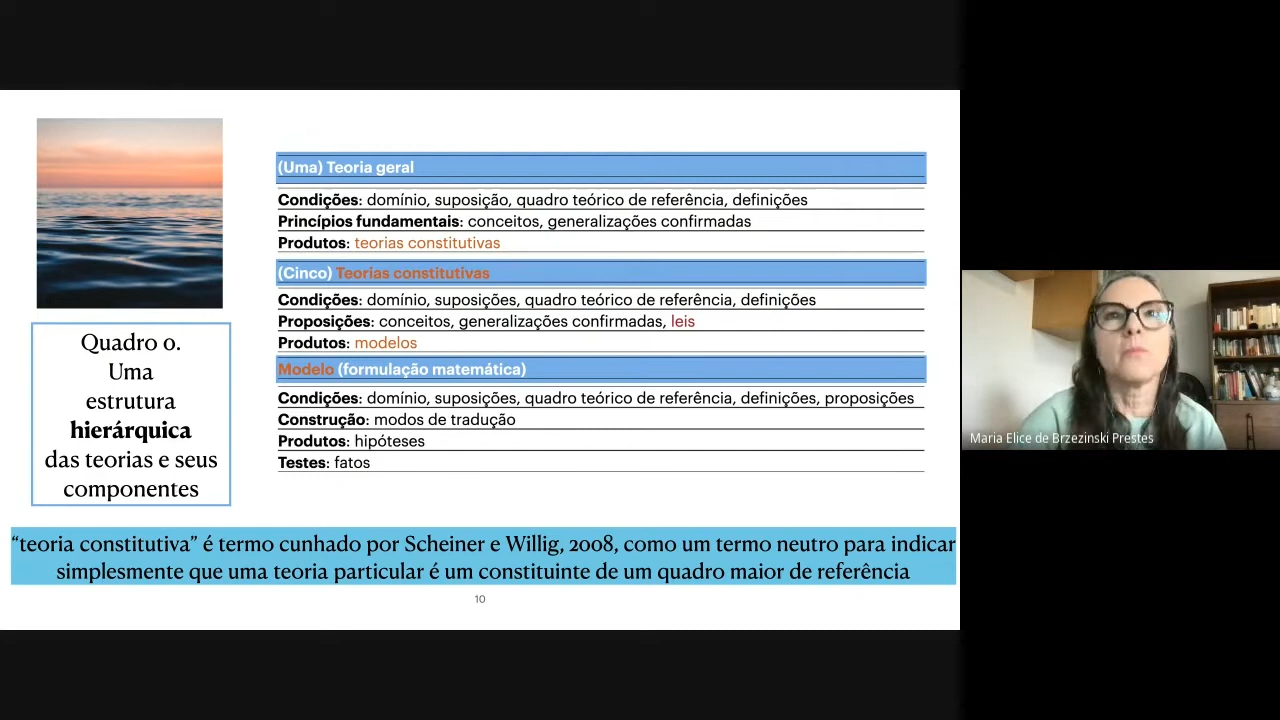 (Uma) Teoria geral
Condições: domínio, suposição, quadro teórico de referência, definições
Princípios fundamentais: conceitos, generalizações confirmadas
Produtos: teorias constitutivas
(Cinco) Teorias constitutivas
Condições: domínio, suposições, quadro teórico de referência, definições
Proposições: conceitos, generalizações confirmadas, leis
Produtos: modelos
Modelo (formulação matemática)
Condições: domínio, suposições, quadro teórico de referência, definições, proposições
Construção: modos de tradução
Produtos: hipóteses
Testes: fatos
Quadro 0.
Uma
estrutura
hierárquica
das teorias e seus
componentes
“teoria constitutiva” é termo cunhado por Scheiner e Willig, 2008, como um termo neutro para indicar
simplesmente que uma teoria particular é um constituinte de um quadro maior de referência
10
Maria Elice de Brzezinski Prestes